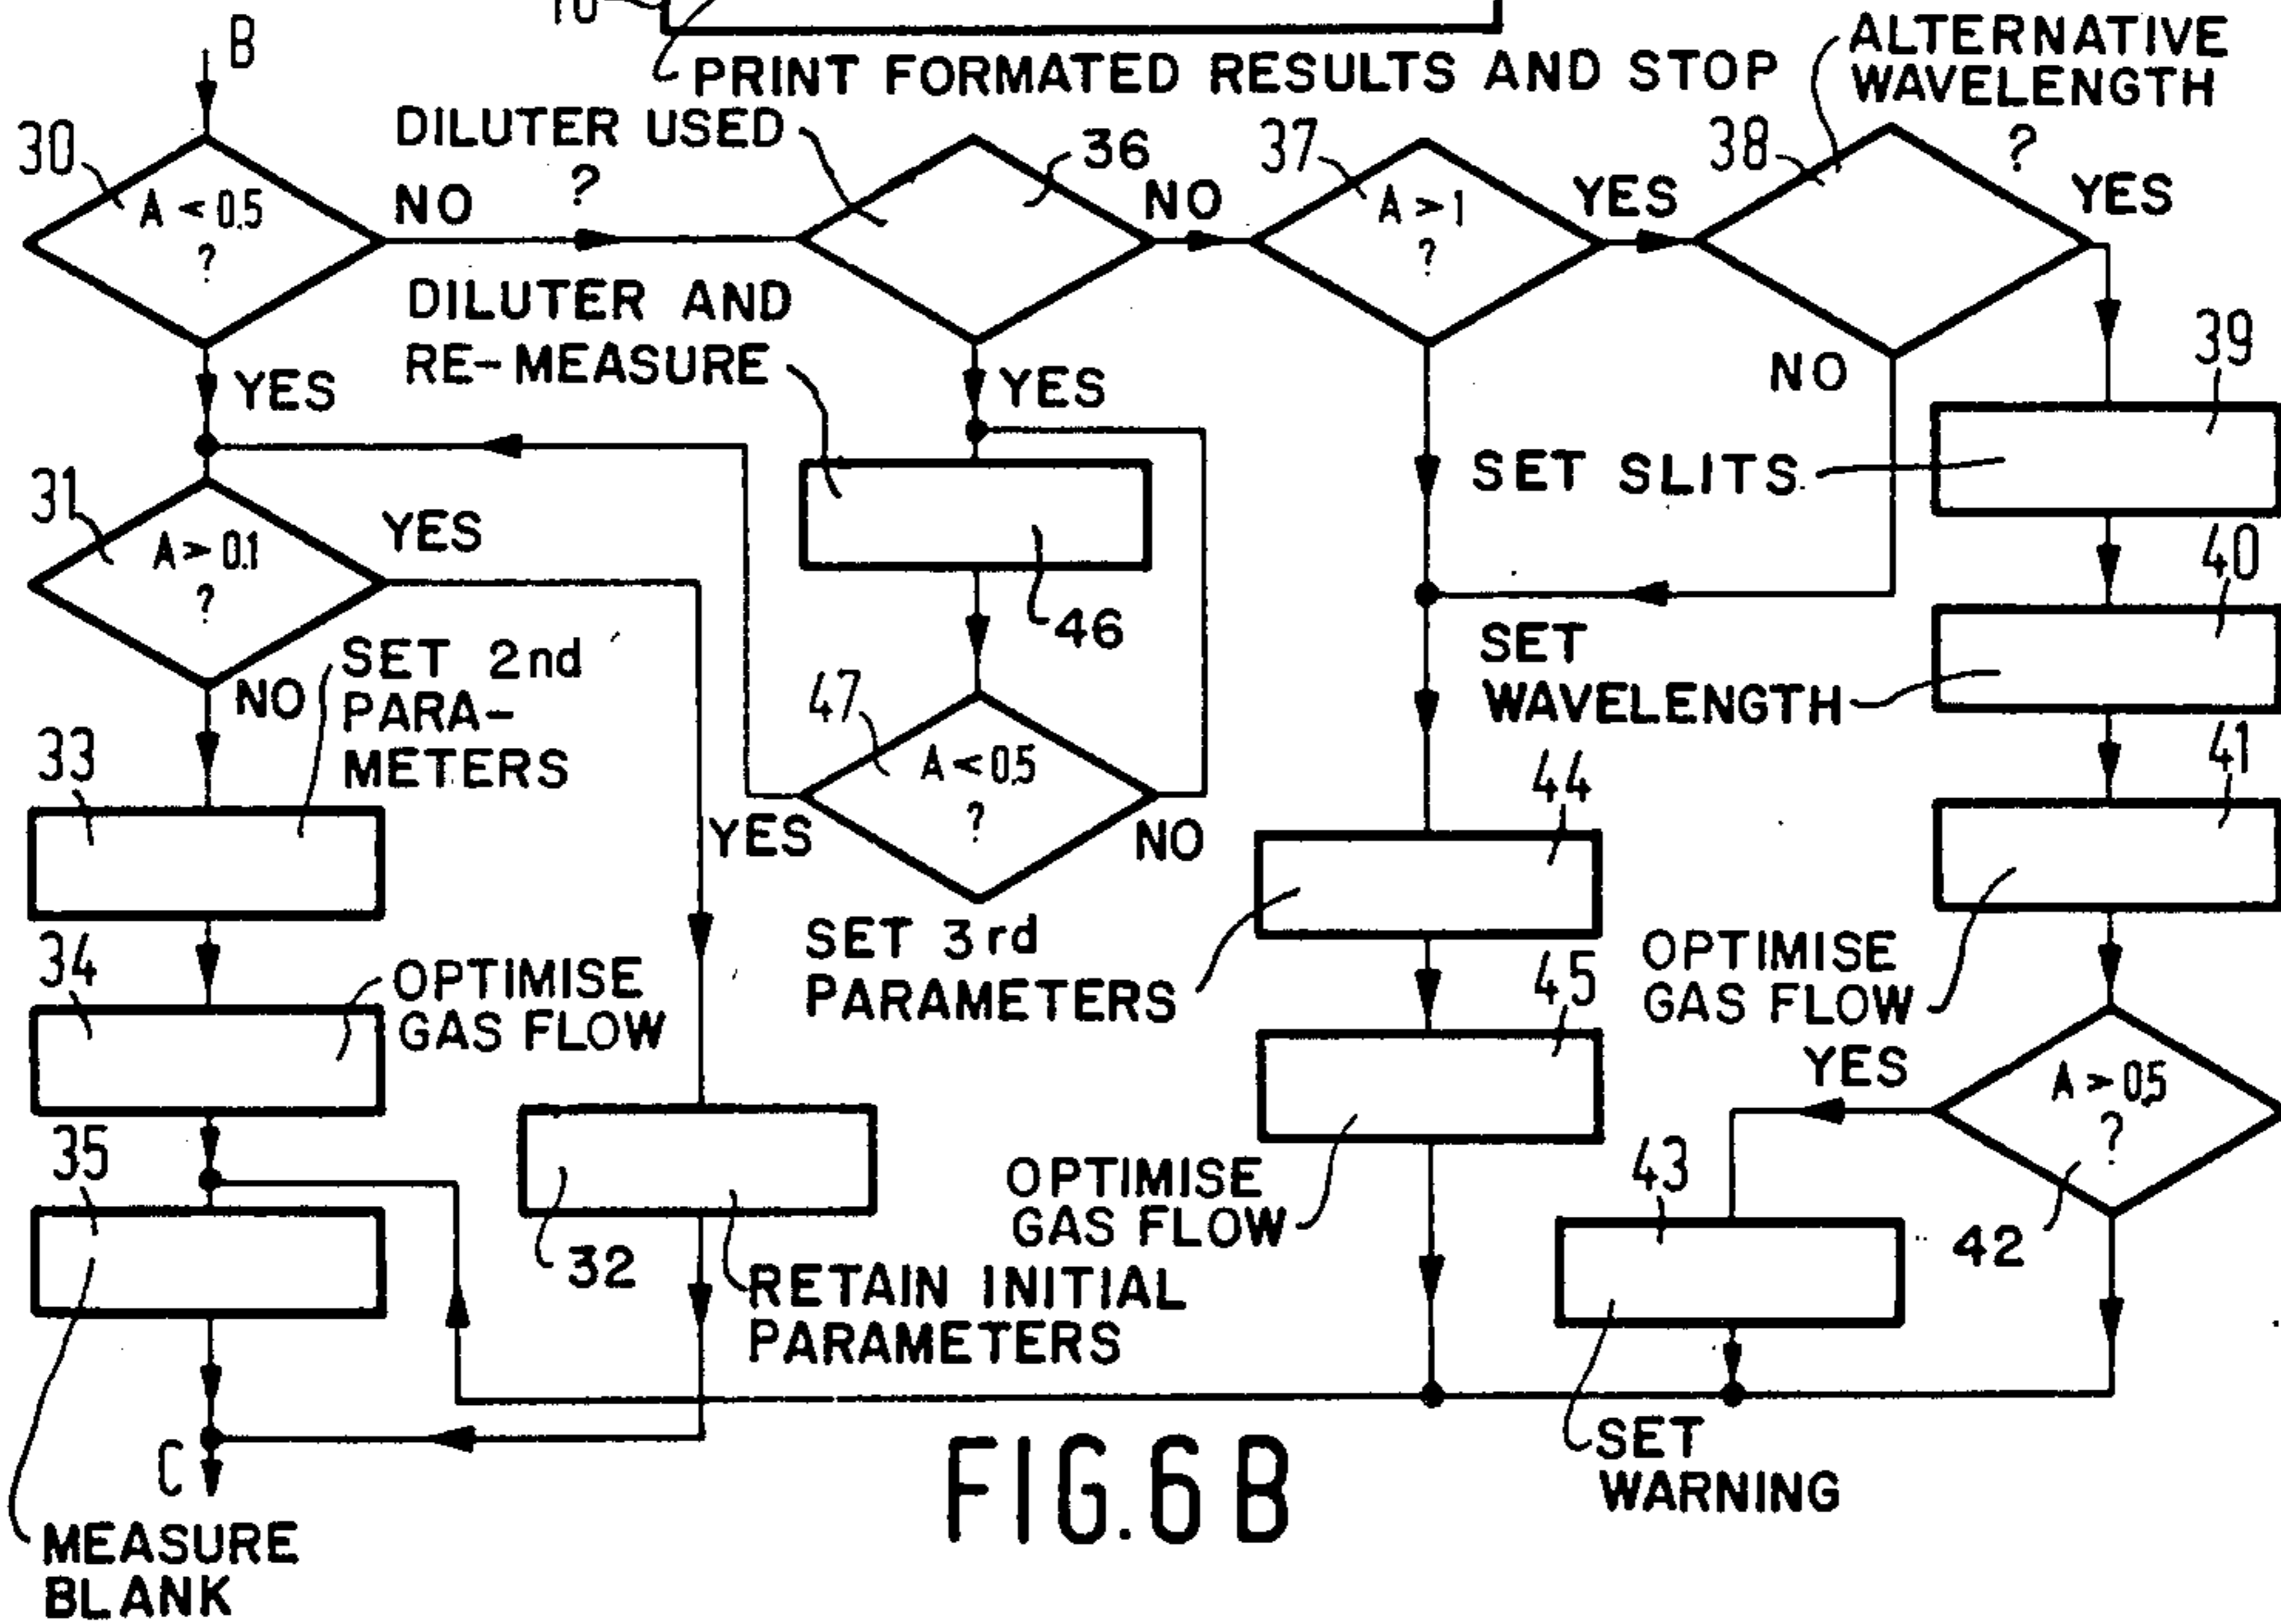 10
PRINT FORMATED RESULTS AND STOP
B
ALTERNATIVE
WAVELENGTH
?
DILUTER USED
?
30
A < 0.5
?
NO
YES
36
NO
37
A > 1
?
YES
38
YES
NO
DILUTER AND
RE-MEASURE
YES
46
47
A < 0.5
?
YES
NO
31
A > 0.1
?
YES
NO
SET 2nd
PARA-
METERS
33
34
OPTIMISE
GAS FLOW
35
MEASURE
BLANK
C
32
RETAIN INITIAL
PARAMETERS
SET 3rd
PARAMETERS
44
45
OPTIMISE
GAS FLOW
39
SET SLITS
40
SET
WAVELENGTH
41
OPTIMISE
GAS FLOW
A > 0.5
?
YES
42
43
SET
WARNING
FIG.6B